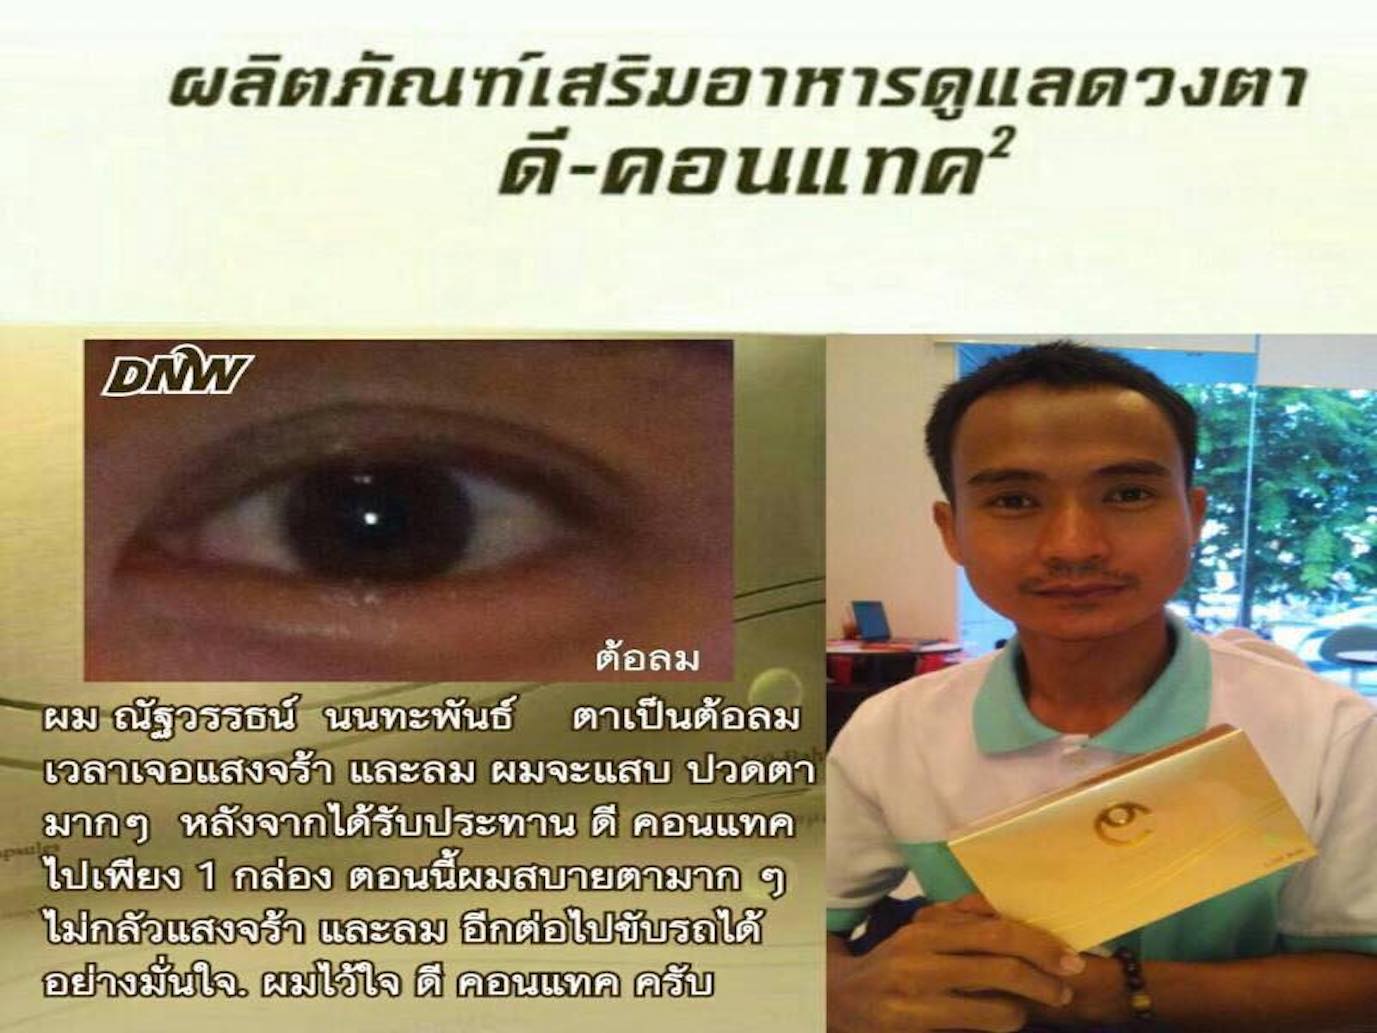 ผลิตภัณฑ์เสริมอาหารดูแลดวงตา
ดี-คอนแทค²
DNW
ต้อลม
ผม ณัฐวรรธน์ นนทะพันธ์ ตาเป็นต้อลม
เวลาเจอแสงจร้า และลม ผมจะแสบ ปวดตา
มากๆ หลังจากได้รับประทาน ดี คอนแทค
ไปเพียง 1 กล่อง ตอนนี้ผมสบายตามาก ๆ
ไม่กลัวแสงจร้า และลม อีกต่อไปขับรถได้
อย่างมั่นใจ. ผมไว้ใจ ดี คอนแทค ครับ